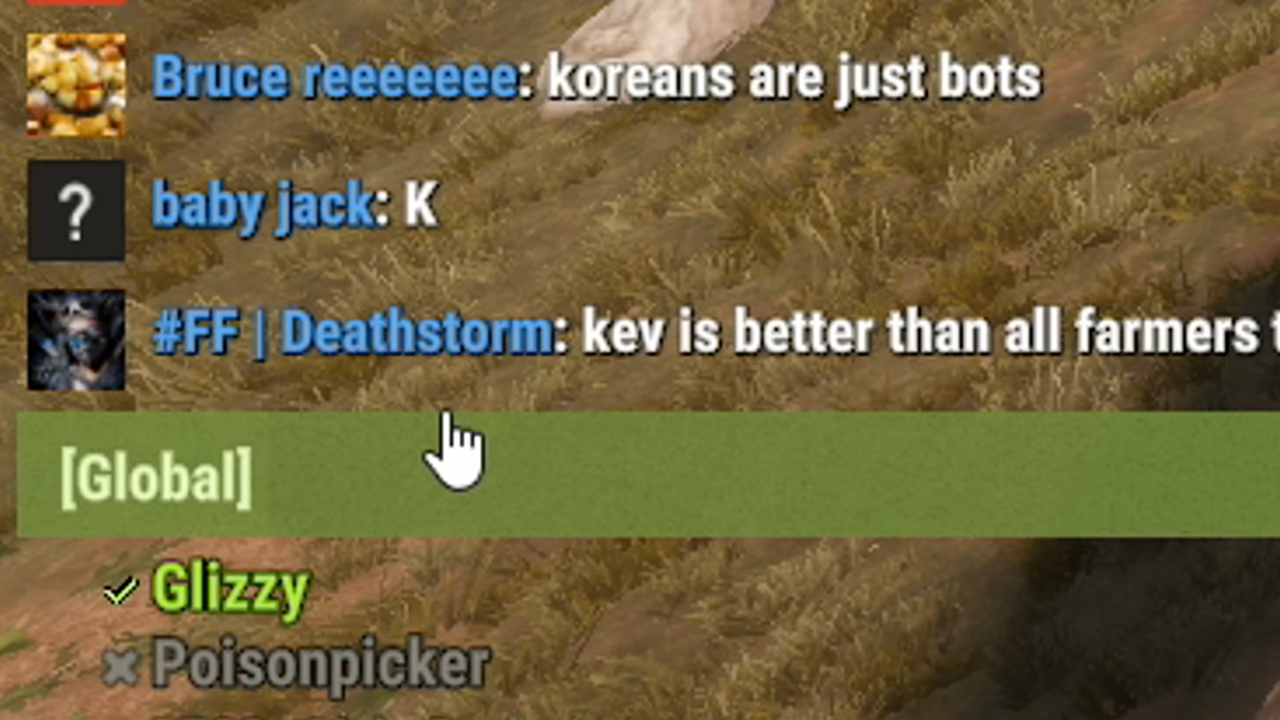 Bruce reeeeeee: koreans are just bots
?
baby jack: K
#FF | Deathstorm: kev is better than all farmers
[Global]
Glizzy
Poisonpicker